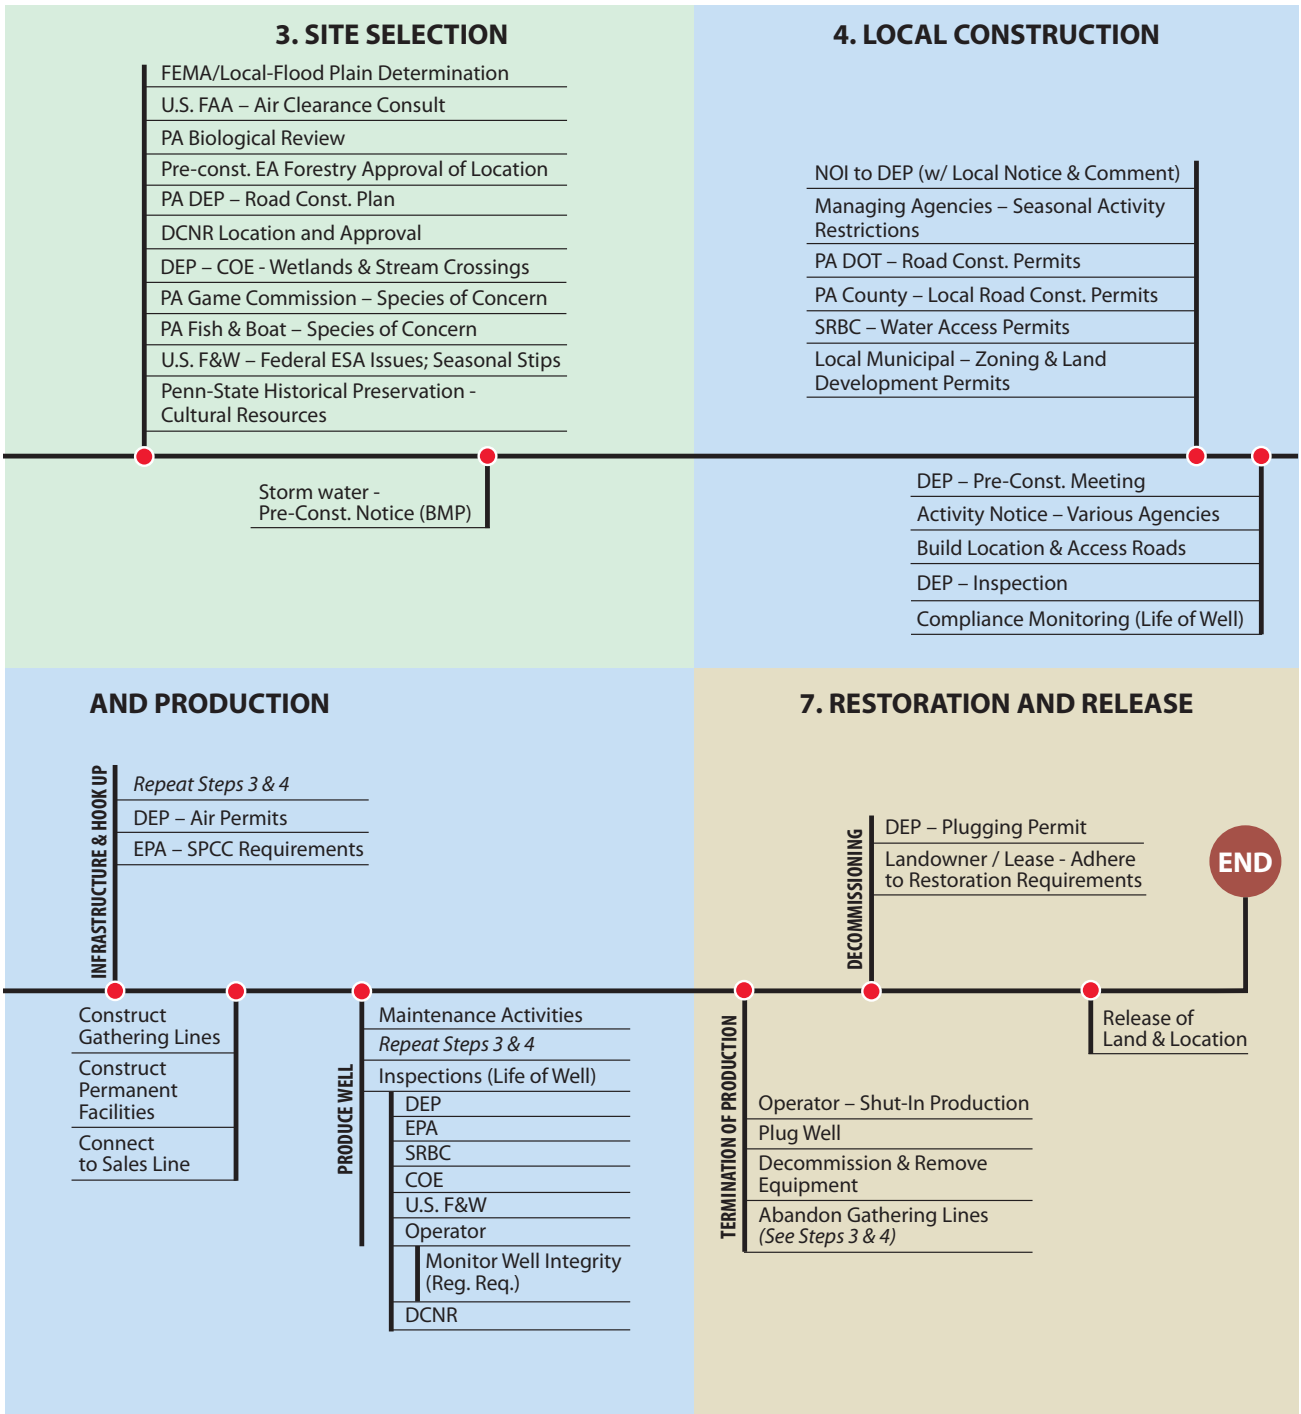 3. SITE SELECTION
FEMA/Local-Flood Plain Determination
U.S. FAA – Air Clearance Consult
PA Biological Review
Pre-const. EA Forestry Approval of Location
PA DEP – Road Const. Plan
DCNR Location and Approval
DEP – COE - Wetlands & Stream Crossings
PA Game Commission – Species of Concern
PA Fish & Boat – Species of Concern
U.S. F&W – Federal ESA Issues; Seasonal Stips
Penn-State Historical Preservation -
Cultural Resources
Storm water -
Pre-Const. Notice (BMP)
4. LOCAL CONSTRUCTION
NOI to DEP (w/ Local Notice & Comment)
Managing Agencies – Seasonal Activity
Restrictions
PA DOT – Road Const. Permits
PA County – Local Road Const. Permits
SRBC – Water Access Permits
Local Municipal – Zoning & Land
Development Permits
DEP – Pre-Const. Meeting
Activity Notice – Various Agencies
Build Location & Access Roads
DEP – Inspection
Compliance Monitoring (Life of Well)
AND PRODUCTION
INFRASTRUCTURE & HOOK UP
Repeat Steps 3 & 4
DEP – Air Permits
EPA – SPCC Requirements
Construct
Gathering Lines
Construct
Permanent
Facilities
Connect
to Sales Line
PRODUCE WELL
Maintenance Activities
Repeat Steps 3 & 4
Inspections (Life of Well)
DEP
EPA
SRBC
COE
U.S. F&W
Operator
Monitor Well Integrity
(Reg. Req.)
DCNR
7. RESTORATION AND RELEASE
TERMINATION OF PRODUCTION
Operator – Shut-In Production
Plug Well
Decommission & Remove
Equipment
Abandon Gathering Lines
(See Steps 3 & 4)
DECOMMISSIONING
DEP – Plugging Permit
Landowner / Lease - Adhere
to Restoration Requirements
Release of
Land & Location
END